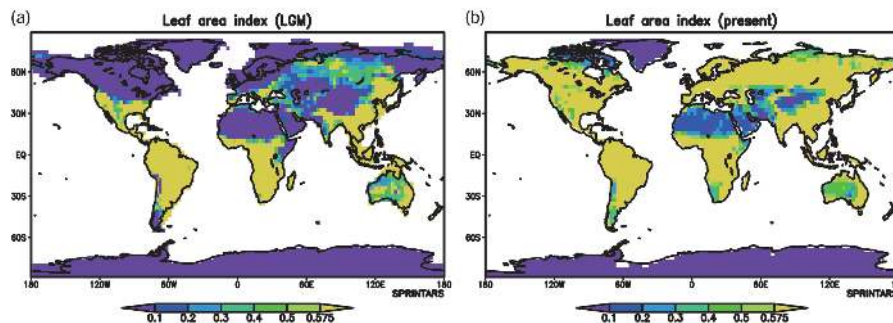 (a) Leaf area index (LGM)
60N
30N
EQ
30S
60S
180 120W 60W 0 60E 120E 180
SPRINTARS
0.1 0.2 0.3 0.4 0.5 0.575
(b) Leaf area index (present)
60N
30N
EQ
30S
60S
180 120W 60W 0 60E 120E 180
SPRINTARS
0.1 0.2 0.3 0.4 0.5 0.575